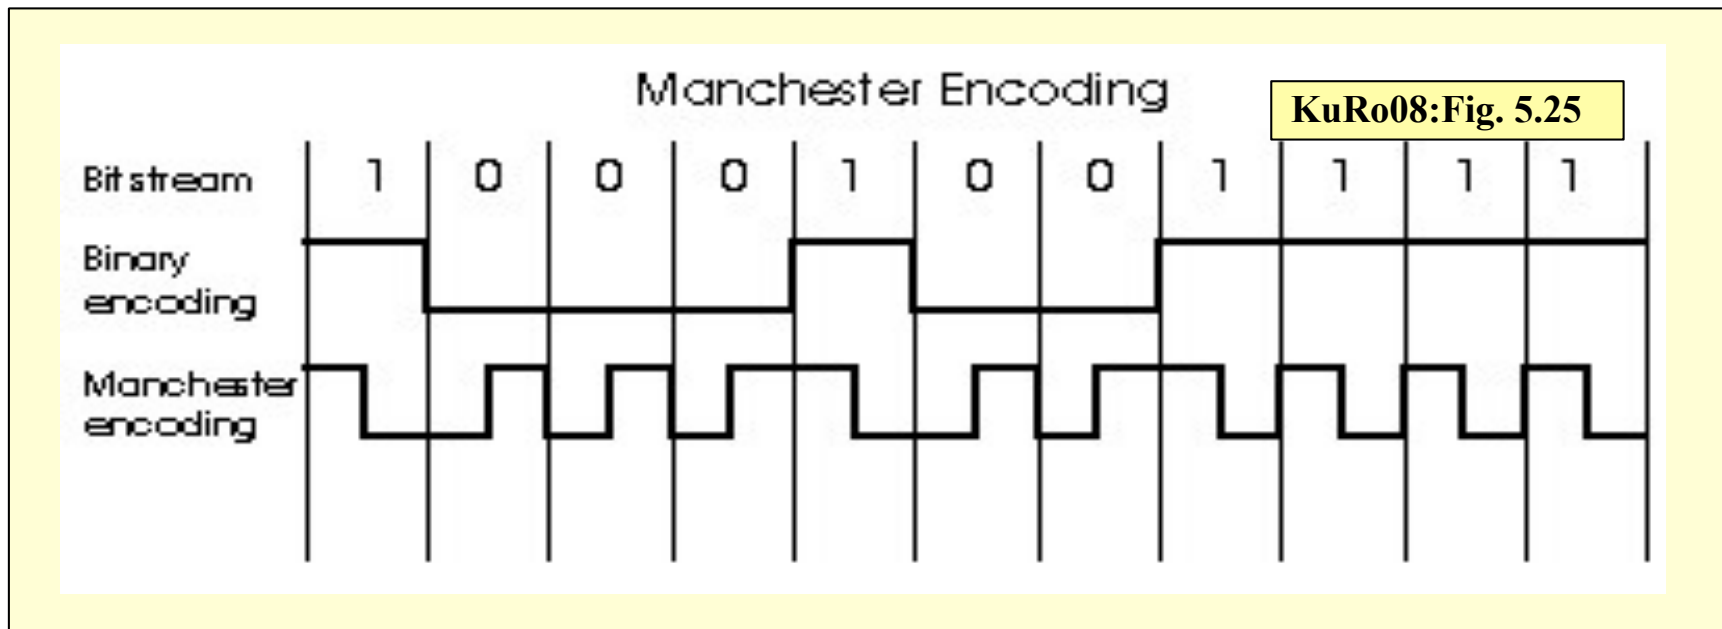 Manchester Encoding
KuRo08:Fig. 5.25
Bit stream 1 0 0 0 1 0 0 1 1 1 1
Binary
encoding
Manchester
encoding